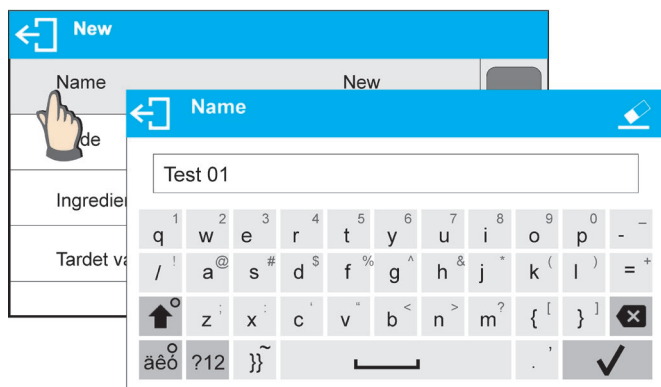 New
Name New
de
Ingredie
Tardet va
Name
Test 01
q 1 w 2 e 3 r 4 t 5 y 6 u 7 i 8 o 9 p 0 - _
/ ! a @ s # d $ f % g ^ h & j * k ( l ) = +
z ; x : c ‘ v “ b < n > m ? { [ } ]
äêó ?12 }} ~ . ’